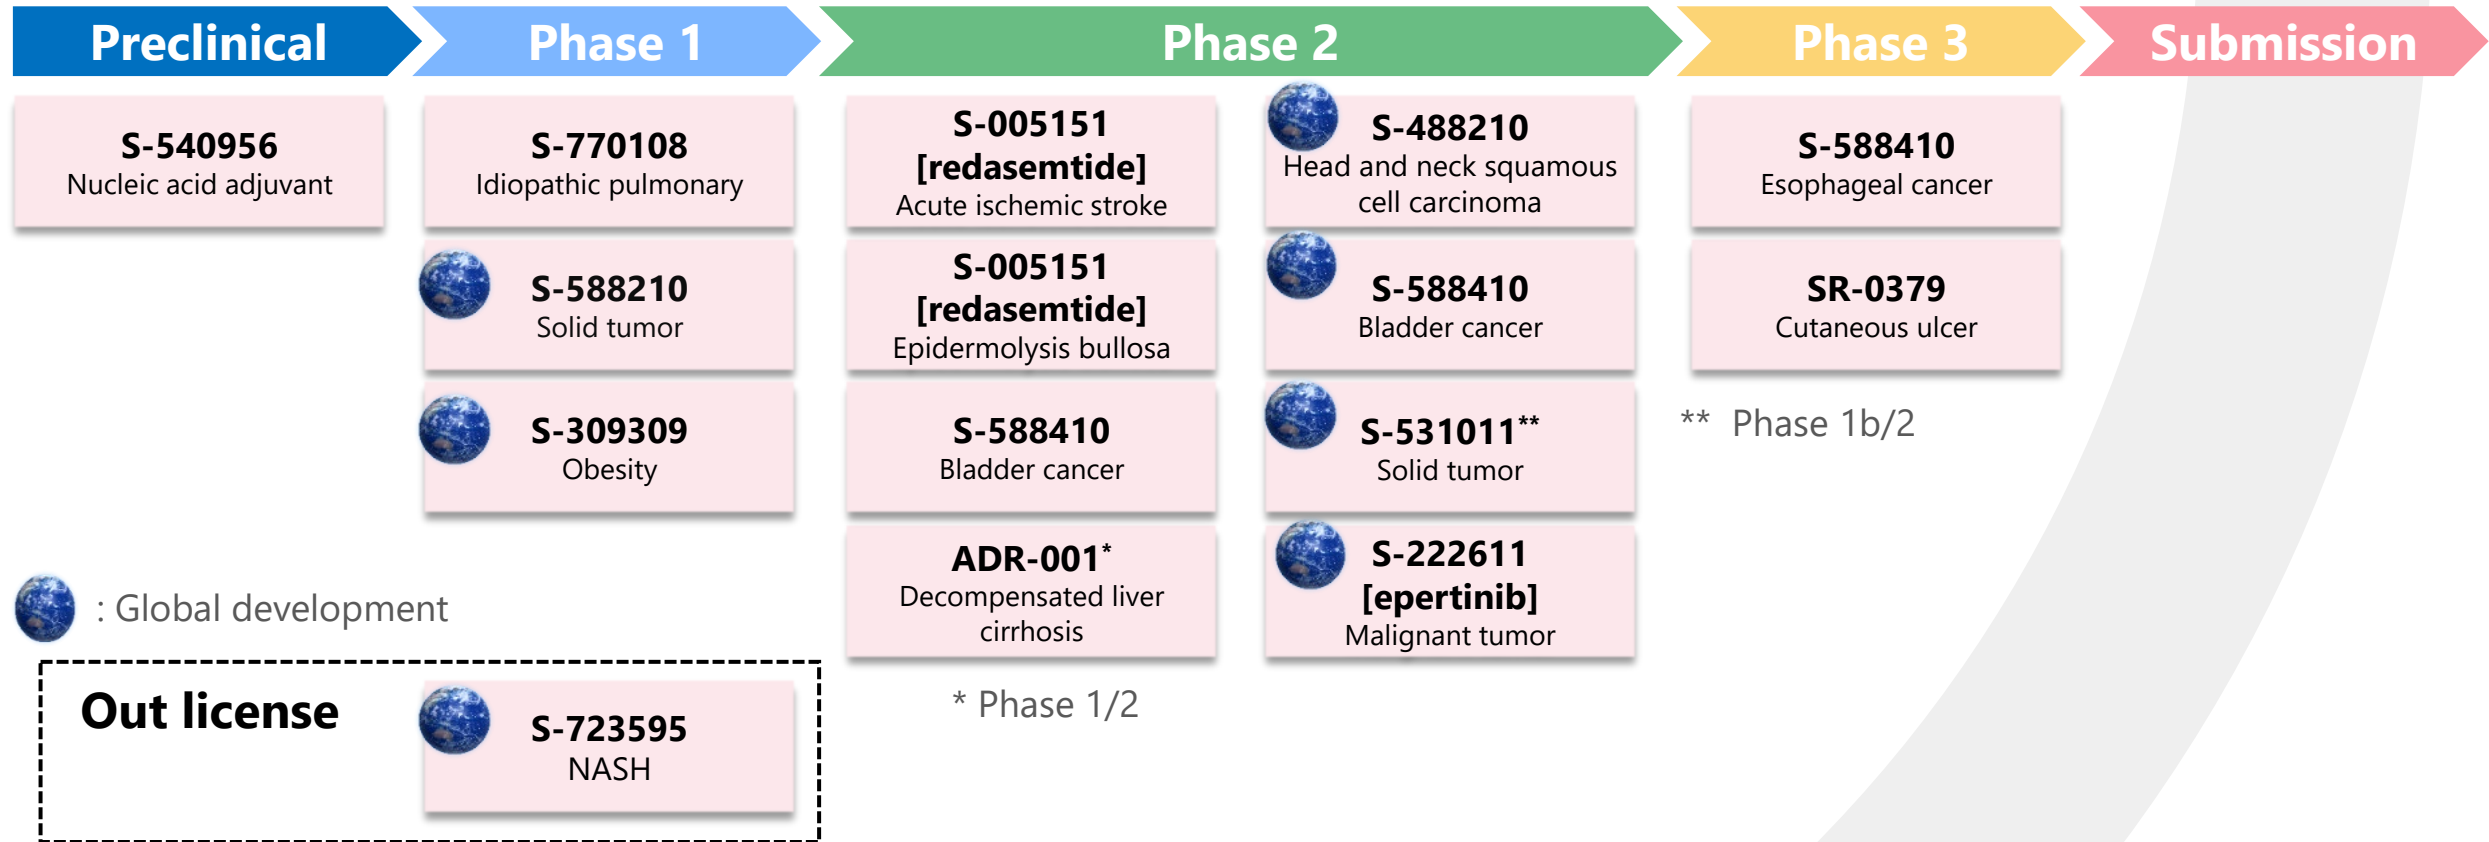 Preclinical
Phase 1
Phase 2
Phase 3
Submission
S-540956
Nucleic acid adjuvant
S-770108
Idiopathic pulmonary
S-588210
Solid tumor
S-309309
Obesity
S-005151
[redasemtide]
Acute ischemic stroke
S-005151
[redasemtide]
Epidermolysis bullosa
S-588410
Bladder cancer
ADR-001*
Decompensated liver
cirrhosis
* Phase 1/2
S-488210
Head and neck squamous
cell carcinoma
S-588410
Bladder cancer
S-531011**
Solid tumor
S-222611
[epertinib]
Malignant tumor
S-588410
Esophageal cancer
SR-0379
Cutaneous ulcer
** Phase 1b/2
: Global development
Out license
S-723595
NASH